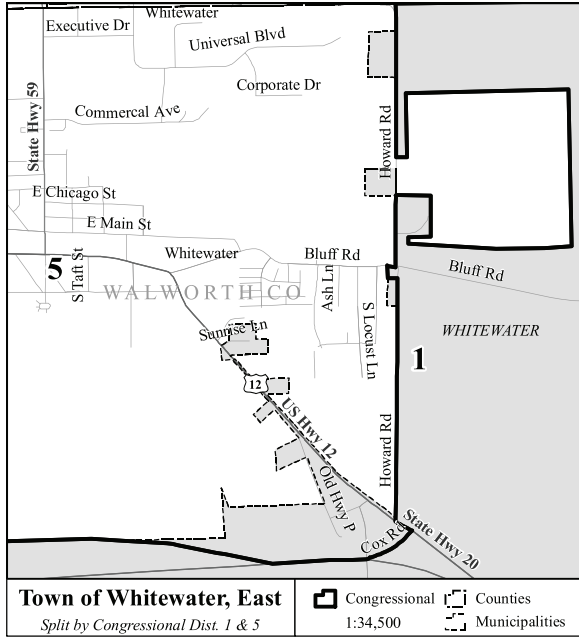 Whitewater
Executive Dr
Universal Blvd
Corporate Dr
State Hwy 59
Commercal Ave
Howard Rd
E Chicago St
E Main St
Whitewater
Bluff Rd
Bluff Rd
5
S Taft St
WALWORTH CO
Ash Ln
S Locust Ln
Sunrise Ln
WHITEWATER
1
12
US Hwy 12
Howard Rd
Old Hwy P
Cox Rd
State Hwy 20
Town of Whitewater, East
Split by Congressional Dist. 1 & 5
Congressional
Counties
1:34,500
Municipalities